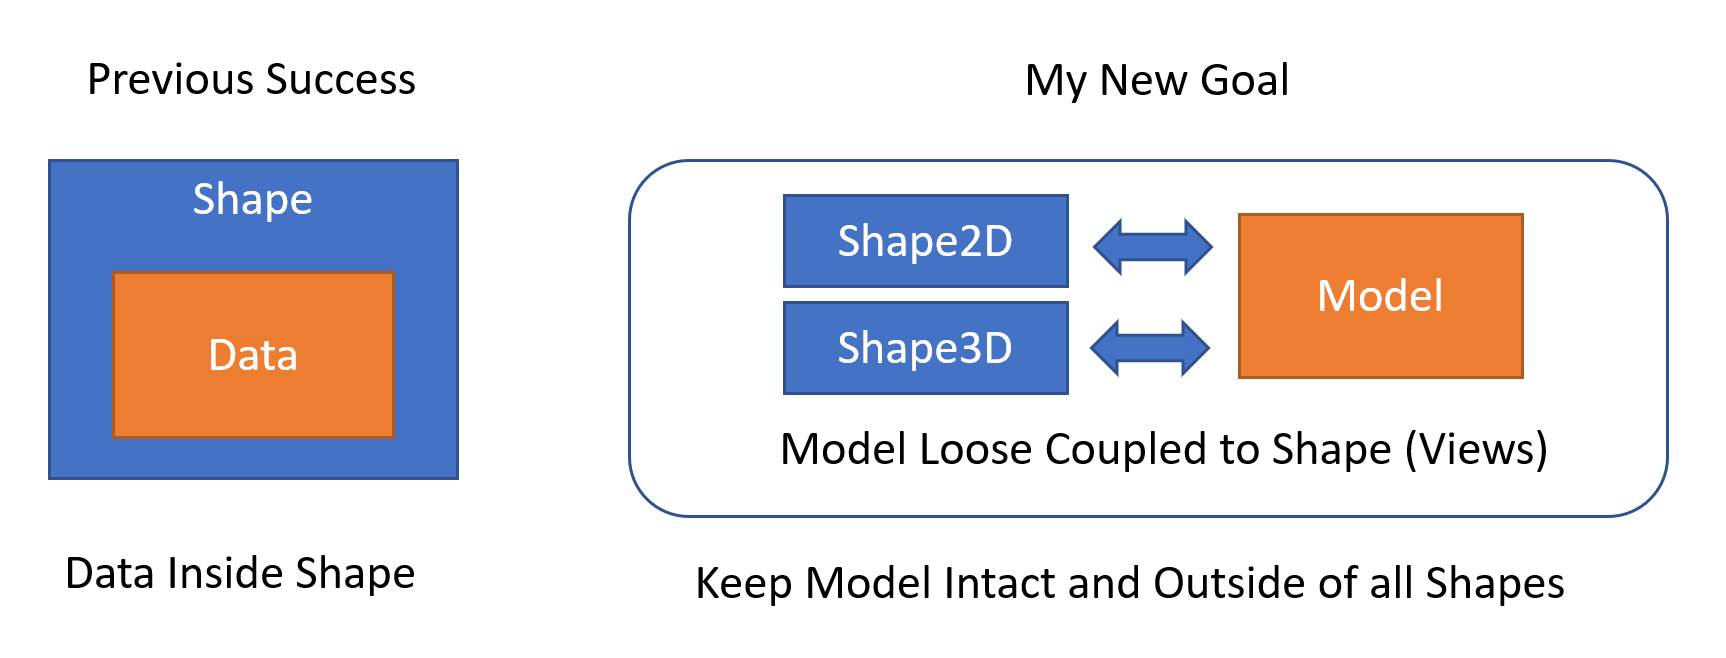 Previous Success
My New Goal
Shape
Data
Shape2D
Shape3D
Model
Model Loose Coupled to Shape (Views)
Data Inside Shape
Keep Model Intact and Outside of all Shapes